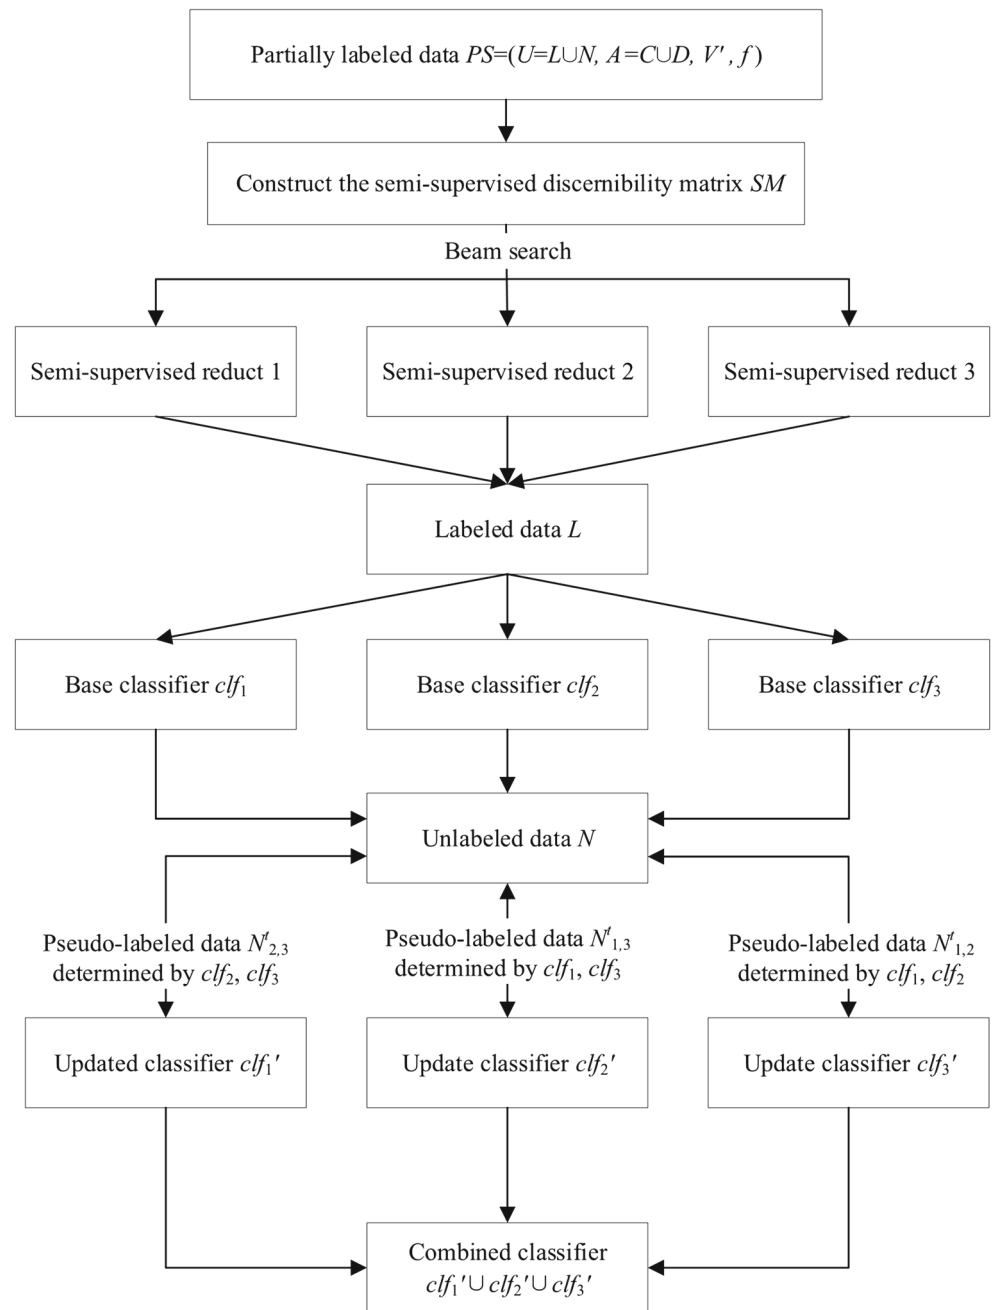 Partially labeled data PS=(U=L∪N, A=C∪D, V', f)
Construct the semi-supervised discernibility matrix SM
Beam search
Semi-supervised reduct 1
Semi-supervised reduct 2
Semi-supervised reduct 3
Labeled data L
Base classifier clf₁
Base classifier clf₂
Base classifier clf₃
Unlabeled data N
Pseudo-labeled data Nᵗ₂,₃
determined by clf₂, clf₃
Pseudo-labeled data Nᵗ₁,₃
determined by clf₁, clf₃
Pseudo-labeled data Nᵗ₁,₂
determined by clf₁, clf₂
Updated classifier clf₁'
Update classifier clf₂'
Update classifier clf₃'
Combined classifier
clf₁'∪clf₂'∪clf₃'